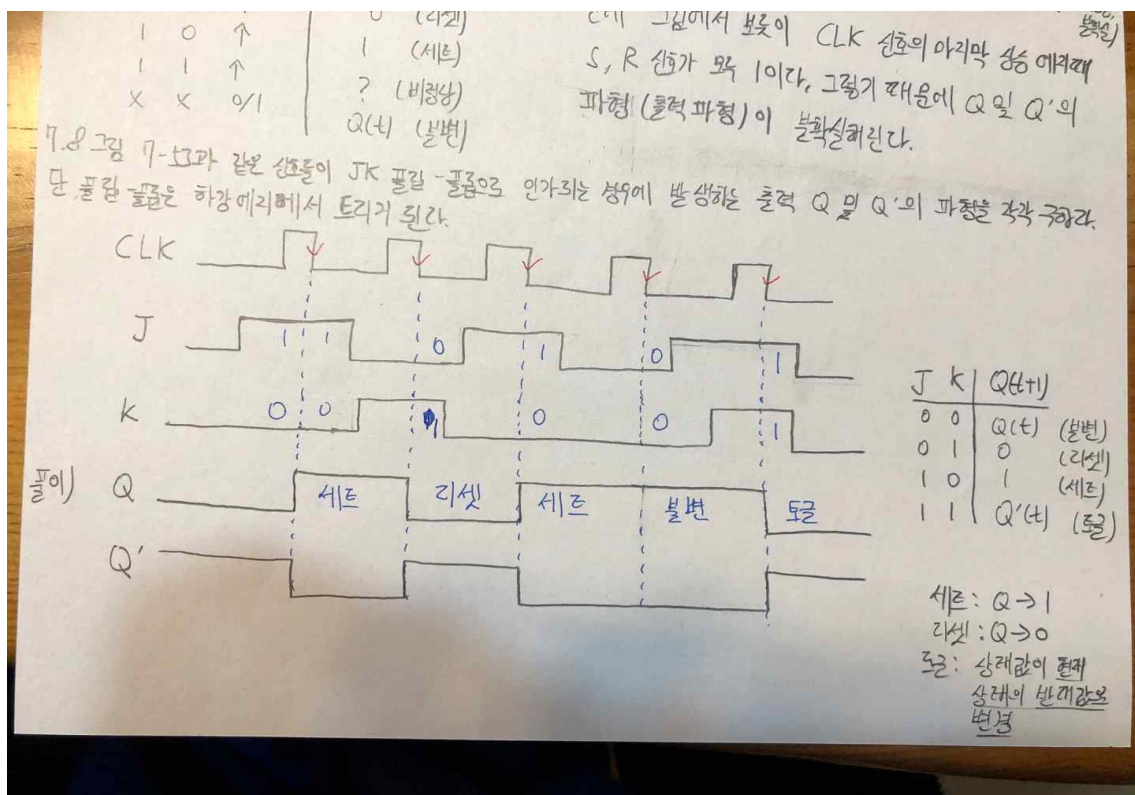 0 (리셋)
1 0 ↑ 1 (세트)
1 1 ↑ ? (비정상)
X X 0/1 Q(t) (불변)
그림에서 보듯이 CLK 신호의 마지막 상승 에지때
S, R 신호가 모두 1이다, 그렇기 때문에 Q 및 Q'의
파형(출력 파형)이 불확실해진다.
7.8 그림 7-53과 같은 신호들이 JK 플립-플롭으로 인가되는 경우에 발생하는 출력 Q 및 Q'의 파형을 각각 구하라.
단, 플립-플롭은 하강에지에서 트리거 된다.
CLK
J 1 1 0 1 0 1
K 0 0 1 0 0 1
풀이) Q 세트 리셋 세트 불변 토글
Q'
J K Q(t+1)
0 0 Q(t) (불변)
0 1 0 (리셋)
1 0 1 (세트)
1 1 Q'(t) (토글)
세트: Q→1
리셋: Q→0
토글: 상태값이 현재
상태의 반대값으로
변경